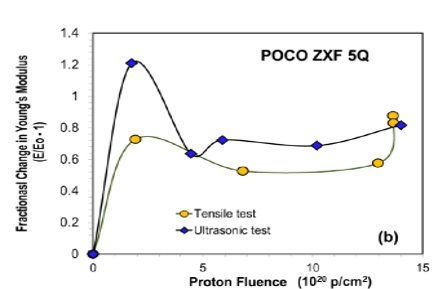 1.4
POCO ZXF 5Q
1.2
1
0.8
0.6
0.4
0.2
0
Fractionasl Change in Young's Modulus
(E/Eo - 1)
Tensile test
Ultrasonic test
(b)
0 5 10 15
Proton Fluence (10²⁰ p/cm²)